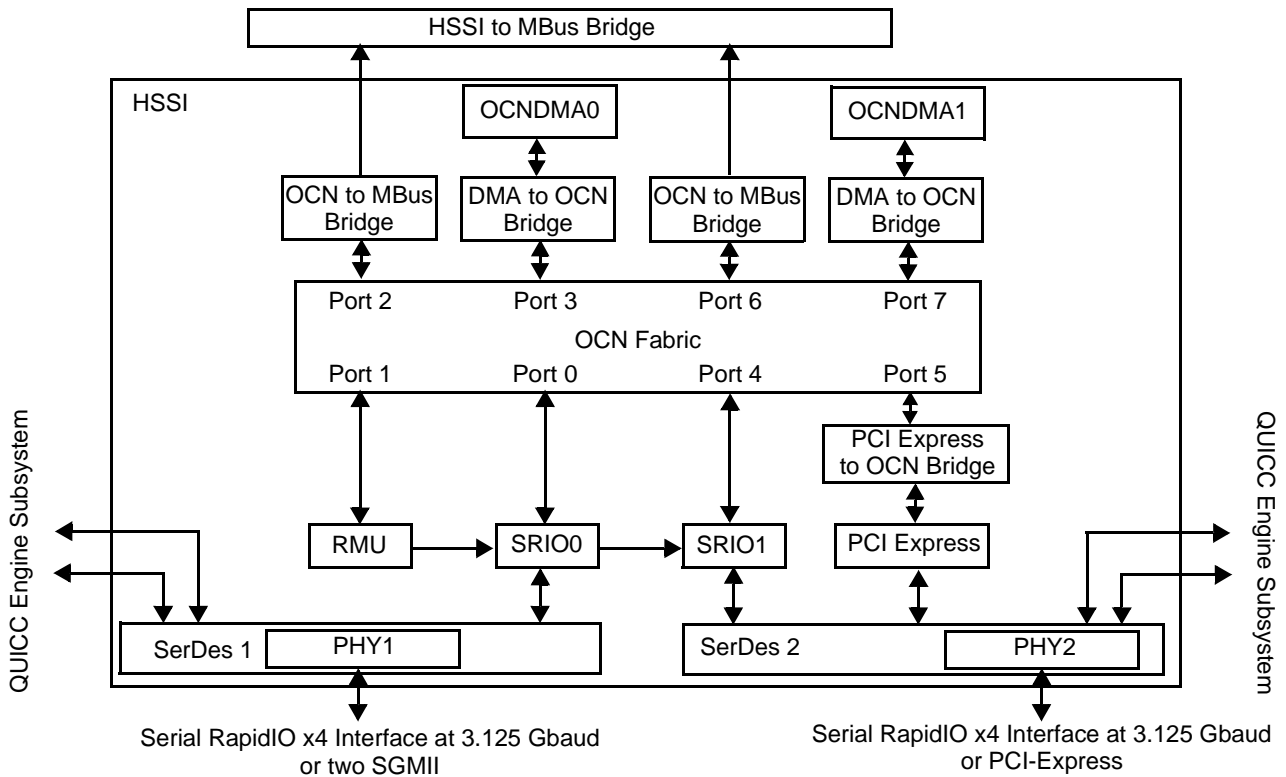 HSSI to MBus Bridge
HSSI
OCNDMA0
OCNDMA1
OCN to MBus
Bridge
DMA to OCN
Bridge
OCN to MBus
Bridge
DMA to OCN
Bridge
Port 2
Port 3
Port 6
Port 7
OCN Fabric
Port 1
Port 0
Port 4
Port 5
PCI Express
to OCN Bridge
QUICC Engine Subsystem
QUICC Engine Subsystem
RMU
SRIO0
SRIO1
PCI Express
SerDes 1
PHY1
SerDes 2
PHY2
Serial RapidIO x4 Interface at 3.125 Gbaud
or two SGMII
Serial RapidIO x4 Interface at 3.125 Gbaud
or PCI-Express